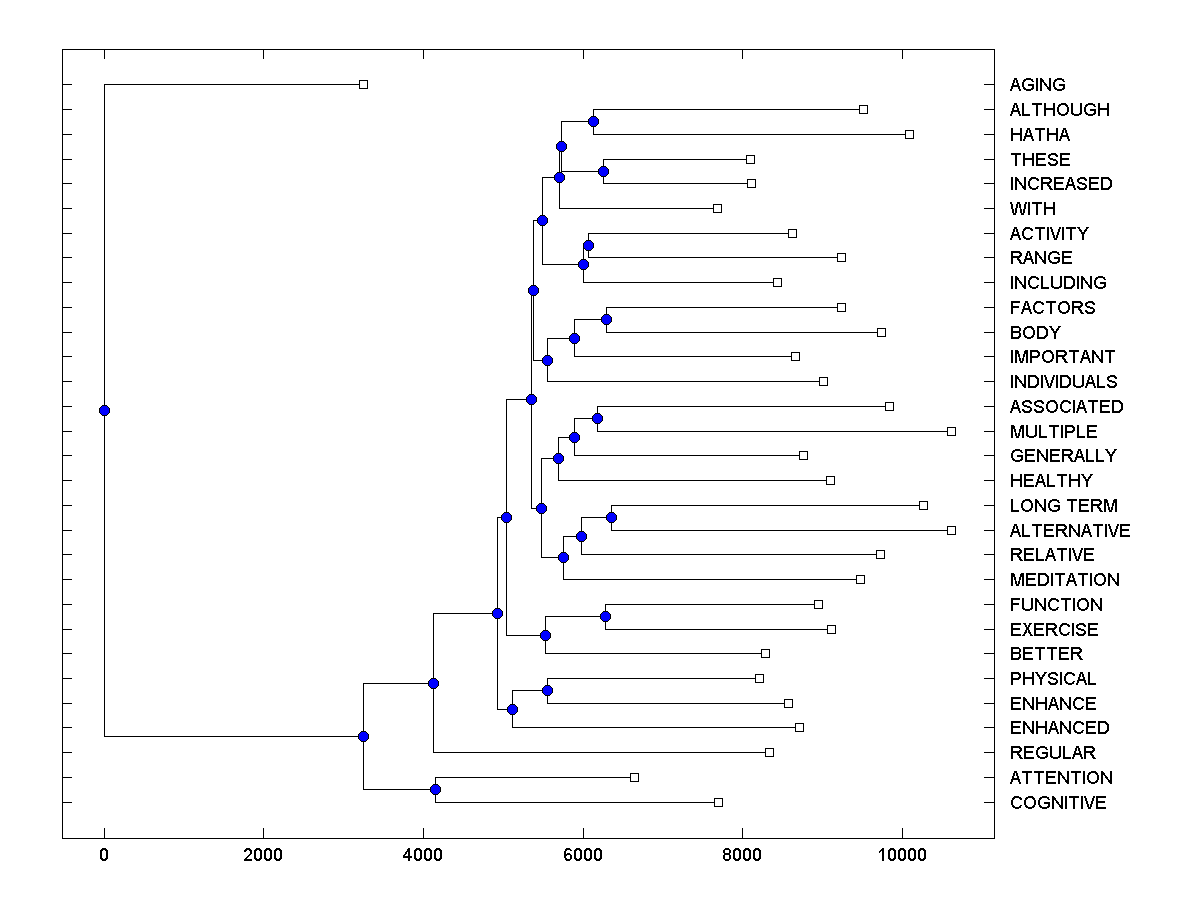 AGING
ALTHOUGH
HATHA
THESE
INCREASED
WITH
ACTIVITY
RANGE
INCLUDING
FACTORS
BODY
IMPORTANT
INDIVIDUALS
ASSOCIATED
MULTIPLE
GENERALLY
HEALTHY
LONG TERM
ALTERNATIVE
RELATIVE
MEDITATION
FUNCTION
EXERCISE
BETTER
PHYSICAL
ENHANCE
ENHANCED
REGULAR
ATTENTION
COGNITIVE
0 2000 4000 6000 8000 10000